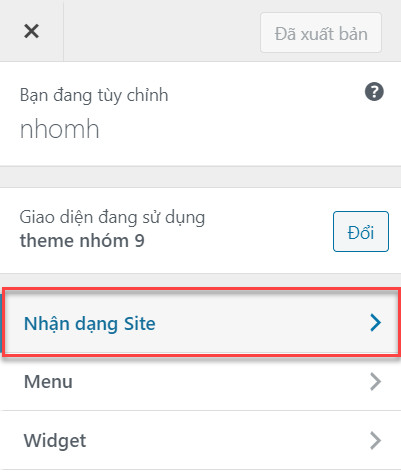 Đã xuất bản
Bạn đang tùy chỉnh
nhomh
Giao diện đang sử dụng
theme nhóm 9
Đổi
Nhận dạng Site
Menu
Widget